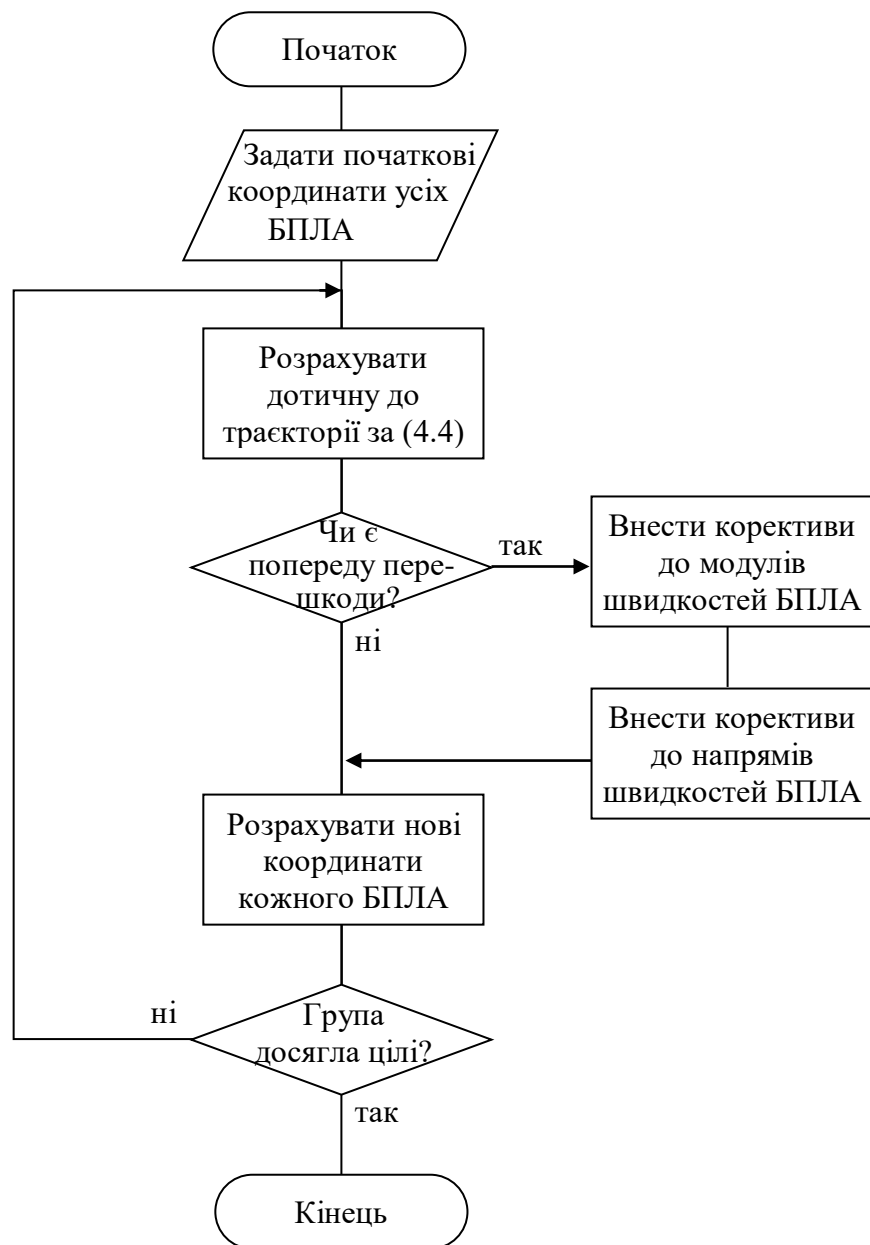 Початок
Задати початкові
координати усіх
БПЛА
Розрахувати
дотичну до
траєкторії за (4.4)
Чи є
попереду пере-
шкоди?
так
ні
Внести корективи
до модулів
швидкостей БПЛА
Внести корективи
до напрямів
швидкостей БПЛА
Розрахувати нові
координати
кожного БПЛА
Група
досягла цілі?
ні
так
Кінець